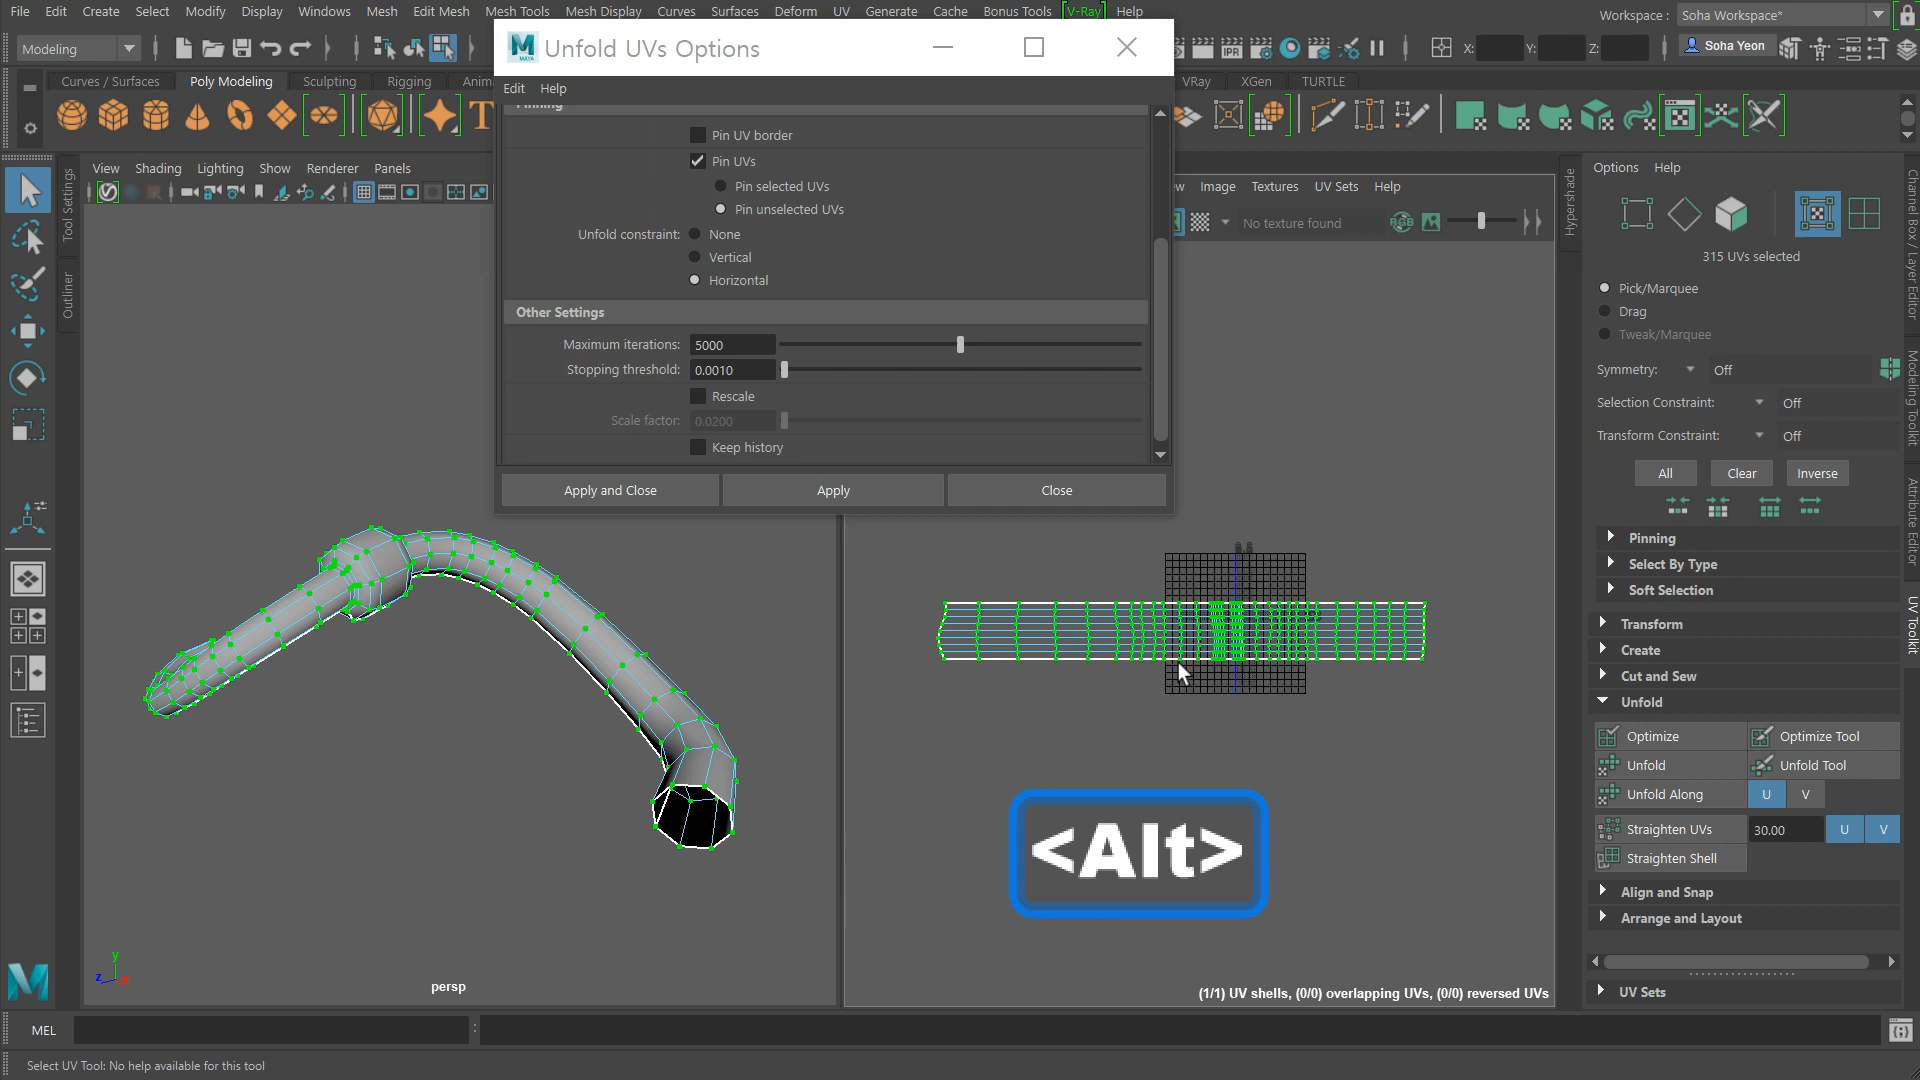 File Edit Create Select Modify Display Windows Mesh Edit Mesh Mesh Tools Mesh Display Curves Surfaces Deform UV Generate Cache Bonus Tools V-Ray Help
Workspace : Soha Workspace*
Modeling
MAYA
Unfold UVs Options
X: Y: Z:
Soha Yeon
Curves / Surfaces Poly Modeling Sculpting Rigging Anim
VRay XGen TURTLE
Edit Help
IPR
T
Pinning
Pin UV border
Pin UVs
Pin selected UVs
Pin unselected UVs
Unfold constraint: None
Vertical
Horizontal
Other Settings
Maximum iterations: 5000
Stopping threshold: 0.0010
Rescale
Scale factor: 0.0200
Keep history
Apply and Close Apply Close
View Shading Lighting Show Renderer Panels
Tool Settings
Outliner
Image Textures UV Sets Help
No texture found
RGB
Hypershade
Options Help
315 UVs selected
Pick/Marquee
Drag
Tweak/Marquee
Symmetry: Off
Selection Constraint: Off
Transform Constraint: Off
All Clear Inverse
Pinning
Select By Type
Soft Selection
Transform
Create
Cut and Sew
Unfold
Optimize Optimize Tool
Unfold Unfold Tool
Unfold Along U V
Straighten UVs 30.00 U V
Straighten Shell
Align and Snap
Arrange and Layout
UV Sets
Channel Box / Layer Editor
Modeling Toolkit
Attribute Editor
UV Toolkit
<Alt>
y
z x
persp
(1/1) UV shells, (0/0) overlapping UVs, (0/0) reversed UVs
MEL
Select UV Tool: No help available for this tool